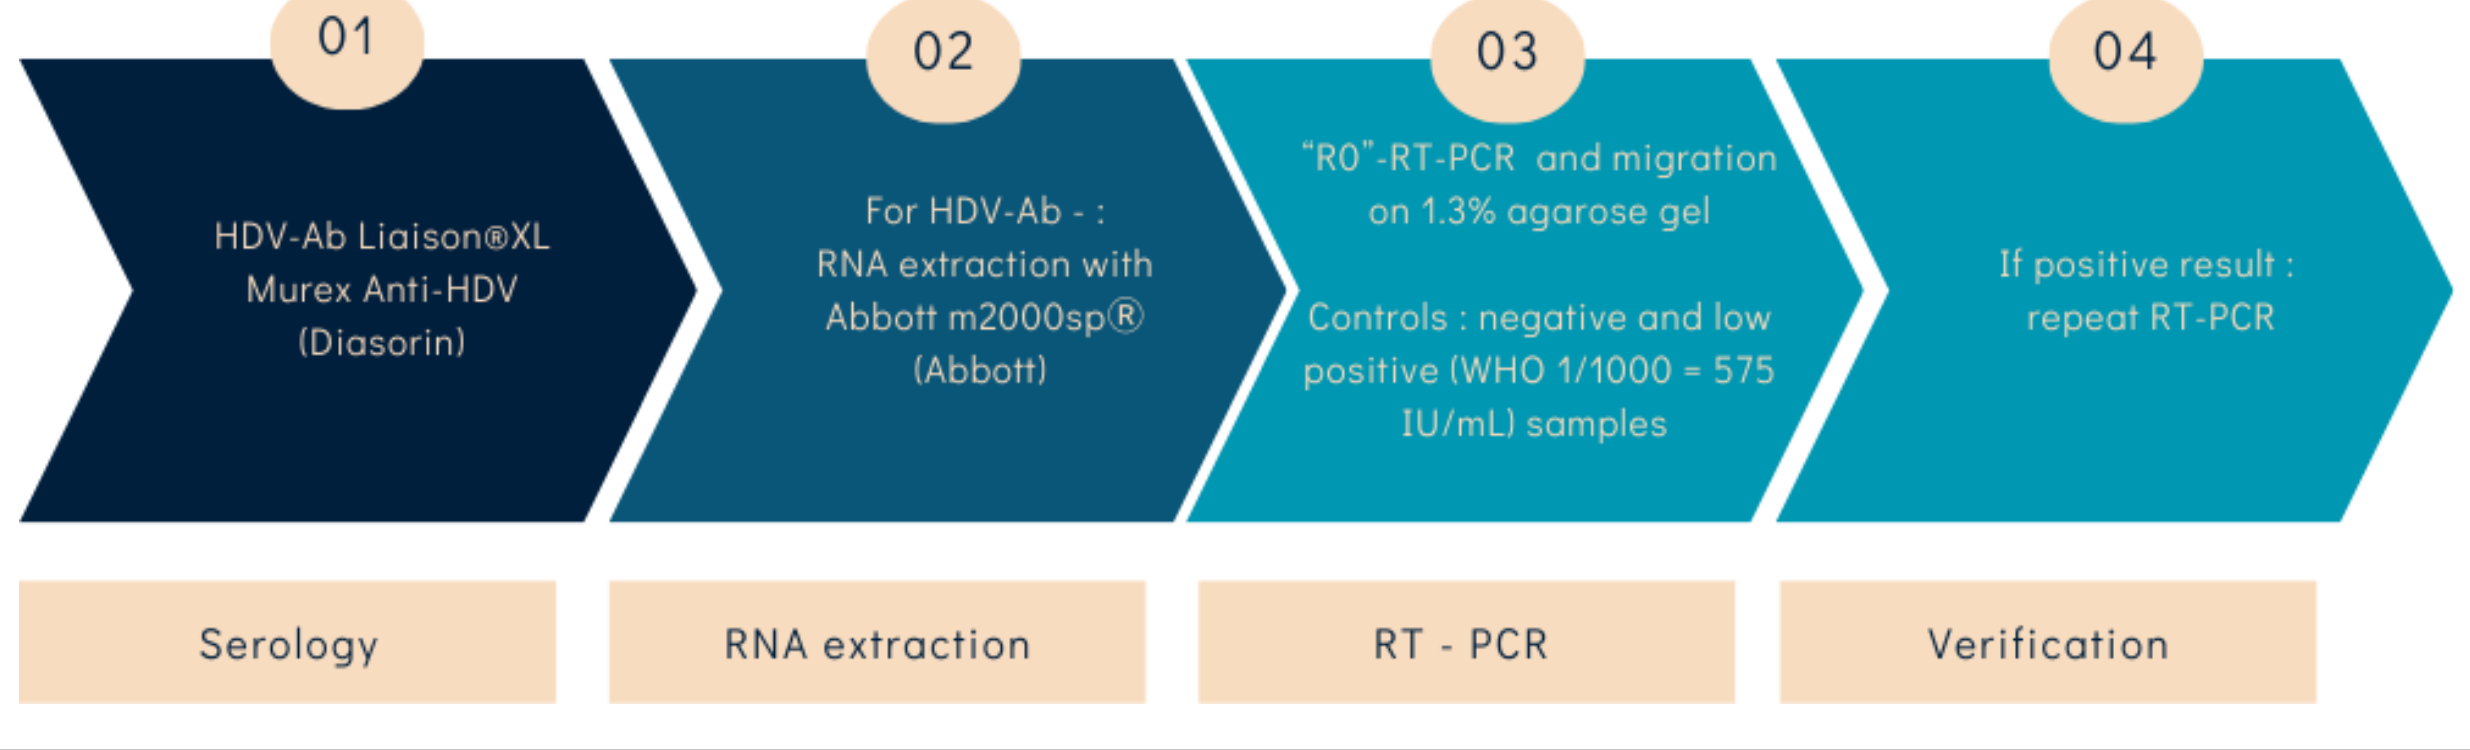 01
HDV-Ab Liaison®XL
Murex Anti-HDV
(Diasorin)
Serology
02
For HDV-Ab - :
RNA extraction with
Abbott m2000sp®
(Abbott)
RNA extraction
03
“R0”-RT-PCR and migration
on 1.3% agarose gel
Controls : negative and low
positive (WHO 1/1000 = 575
IU/mL) samples
RT - PCR
04
If positive result :
repeat RT-PCR
Verification